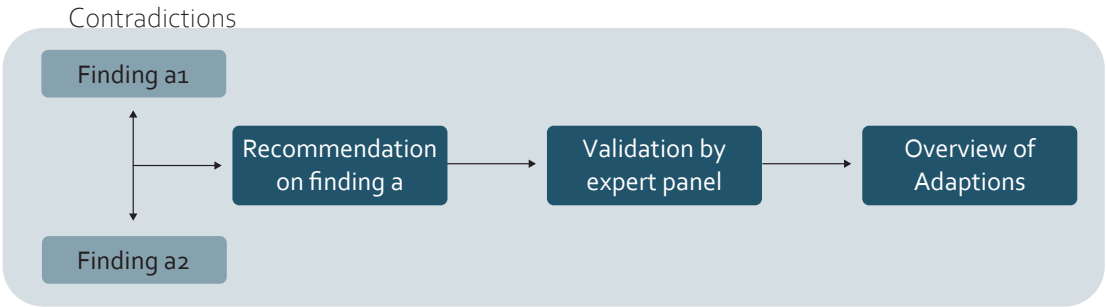 Contradictions
Finding a1
Recommendation
on finding a
Validation by
expert panel
Overview of
Adaptions
Finding a2